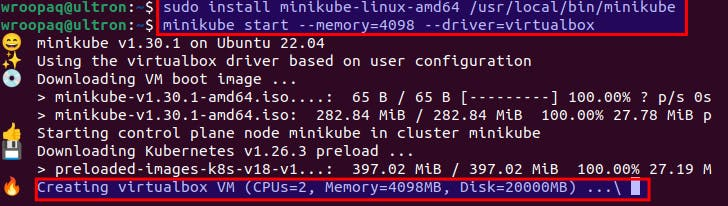 wroopaq@ultron:~$ sudo install minikube-linux-amd64 /usr/local/bin/minikube
wroopaq@ultron:~$ minikube start --memory=4098 --driver=virtualbox
😄 minikube v1.30.1 on Ubuntu 22.04
✨ Using the virtualbox driver based on user configuration
💿 Downloading VM boot image ...
> minikube-v1.30.1-amd64.iso....: 65 B / 65 B [---------] 100.00% ? p/s 0s
> minikube-v1.30.1-amd64.iso: 282.84 MiB / 282.84 MiB 100.00% 27.78 MiB p
👍 Starting control plane node minikube in cluster minikube
💾 Downloading Kubernetes v1.26.3 preload ...
> preloaded-images-k8s-v18-v1...: 397.02 MiB / 397.02 MiB 100.00% 27.19 M
🔥 Creating virtualbox VM (CPUs=2, Memory=4098MB, Disk=20000MB) ...\